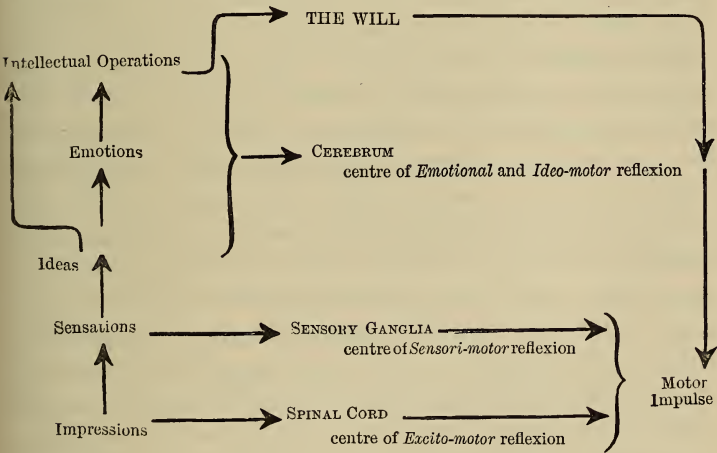 THE WILL
Intellectual Operations
Emotions
CEREBRUM
centre of Emotional and Ideo-motor reflexion
Ideas
Sensations
SENSORY GANGLIA
centre of Sensori-motor reflexion
Motor
Impulse
Impressions
SPINAL CORD
centre of Excito-motor reflexion